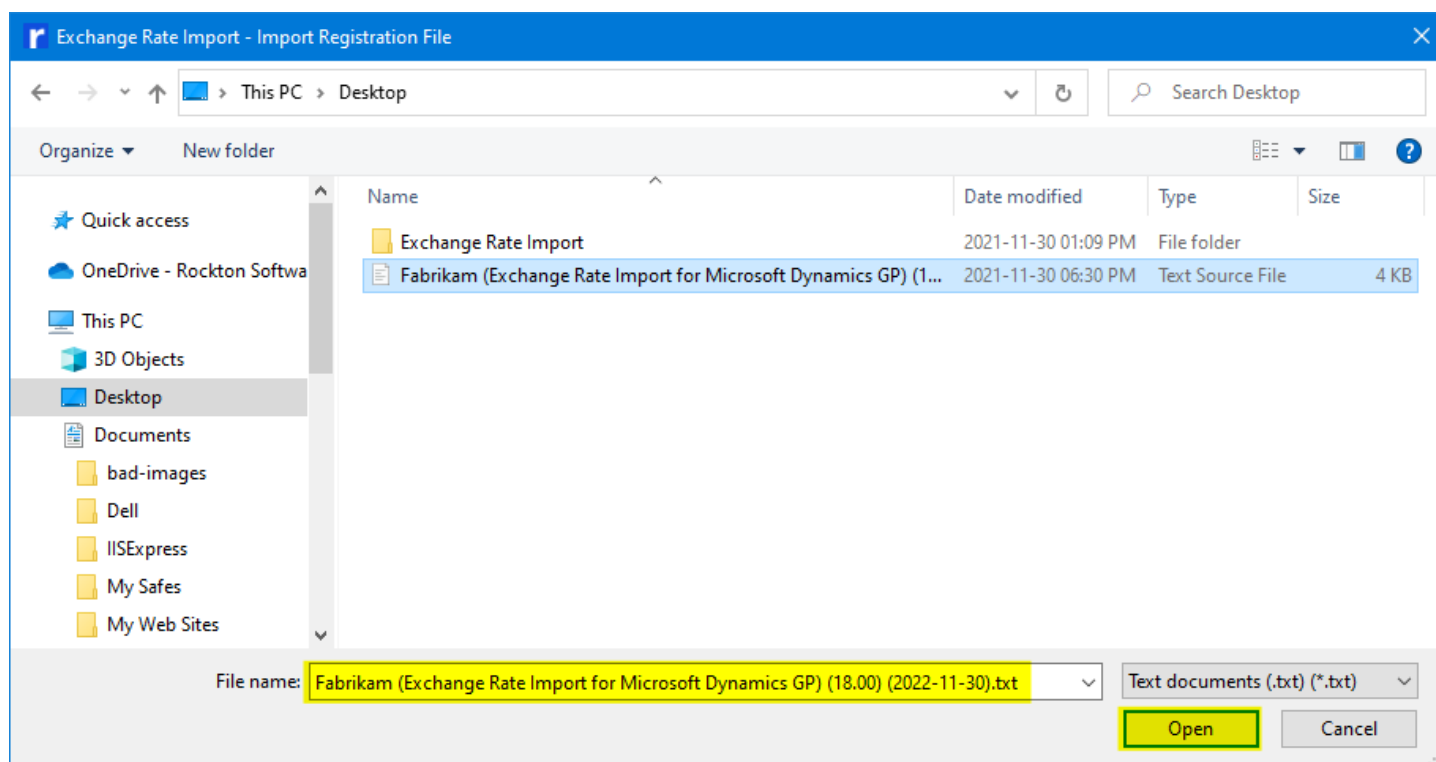 Exchange Rate Import - Import Registration File
This PC > Desktop
Search Desktop
Organize
New folder
Name Date modified Type Size
Quick access
OneDrive - Rockton Softwa
This PC
3D Objects
Desktop
Documents
bad-images
Dell
IISExpress
My Safes
My Web Sites
Exchange Rate Import 2021-11-30 01:09 PM File folder
Fabrikam (Exchange Rate Import for Microsoft Dynamics GP) (1... 2021-11-30 06:30 PM Text Source File 4 KB
File name: Fabrikam (Exchange Rate Import for Microsoft Dynamics GP) (18.00) (2022-11-30).txt
Text documents (.txt) (*.txt)
Open Cancel